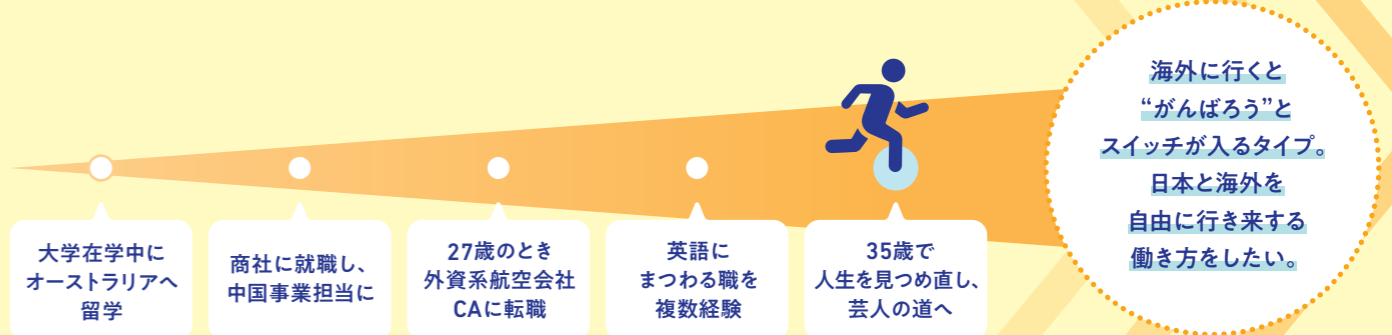 大学在学中に
オーストラリアへ
留学
商社に就職し、
中国事業担当に
27歳のとき
外資系航空会社
CAに転職
英語に
まつわる職を
複数経験
35歳で
人生を見つめ直し、
芸人の道へ
海外に行くと
“がんばろう”と
スイッチが入るタイプ。
日本と海外を
自由に行き来する
働き方をしたい。